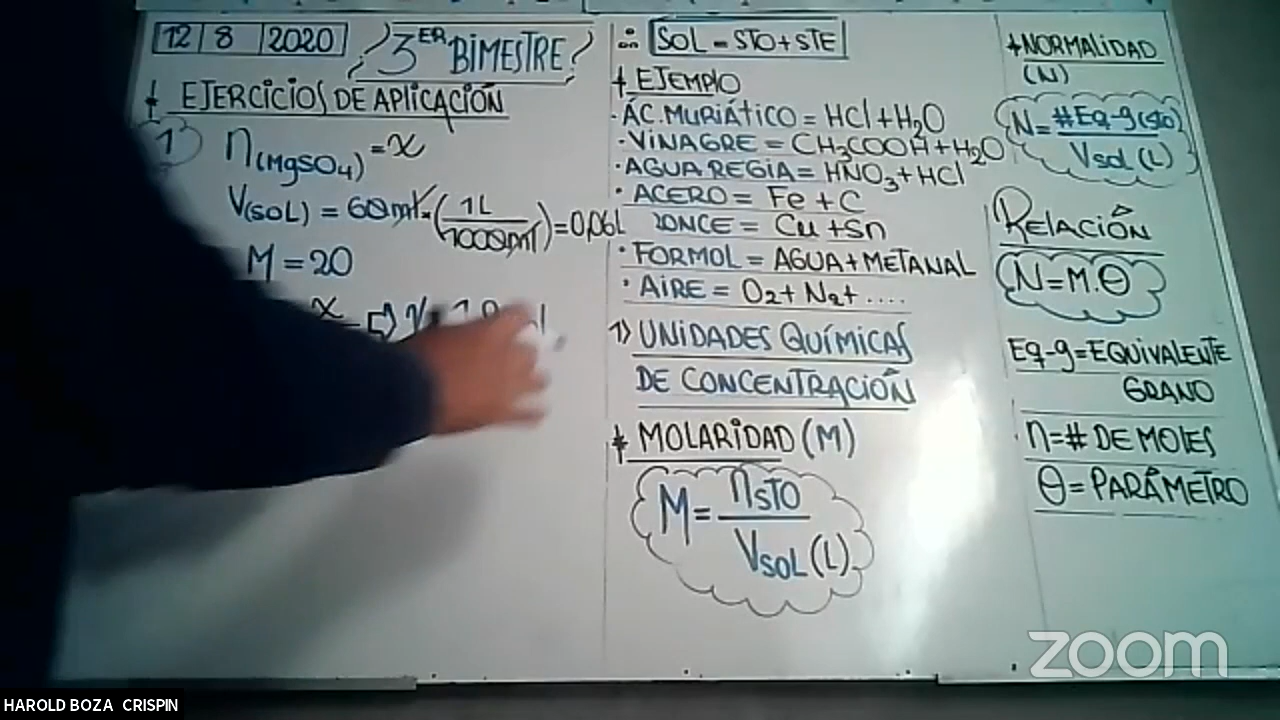 12 8 2020
3ER BIMESTRE
* EJERCICIOS DE APLICACIÓN
1) n(MgSO4) = x
V(SOL) = 60ml × (1L/1000ml) = 0,06L
M = 20
∴ SOL = STO + STE
* EJEMPLO
· ÁC. MURIÁTICO = HCl + H2O
· VINAGRE = CH3COOH + H2O
· AGUA REGIA = HNO3 + HCl
· ACERO = Fe + C
RONCE = Cu + Sn
· FORMOL = AGUA + METANAL
· AIRE = O2 + N2 + ....
1) UNIDADES QUÍMICAS
DE CONCENTRACIÓN
* MOLARIDAD (M)
M = nSTO
VSOL (L)
* NORMALIDAD
(N)
N = #Eq-g(sto)
Vsol (L)
RELACIÓN
N = M.Θ
Eq-g = EQUIVALENTE
GRAMO
n = # DE MOLES
Θ = PARÁMETRO
zoom
HAROLD BOZA CRISPIN